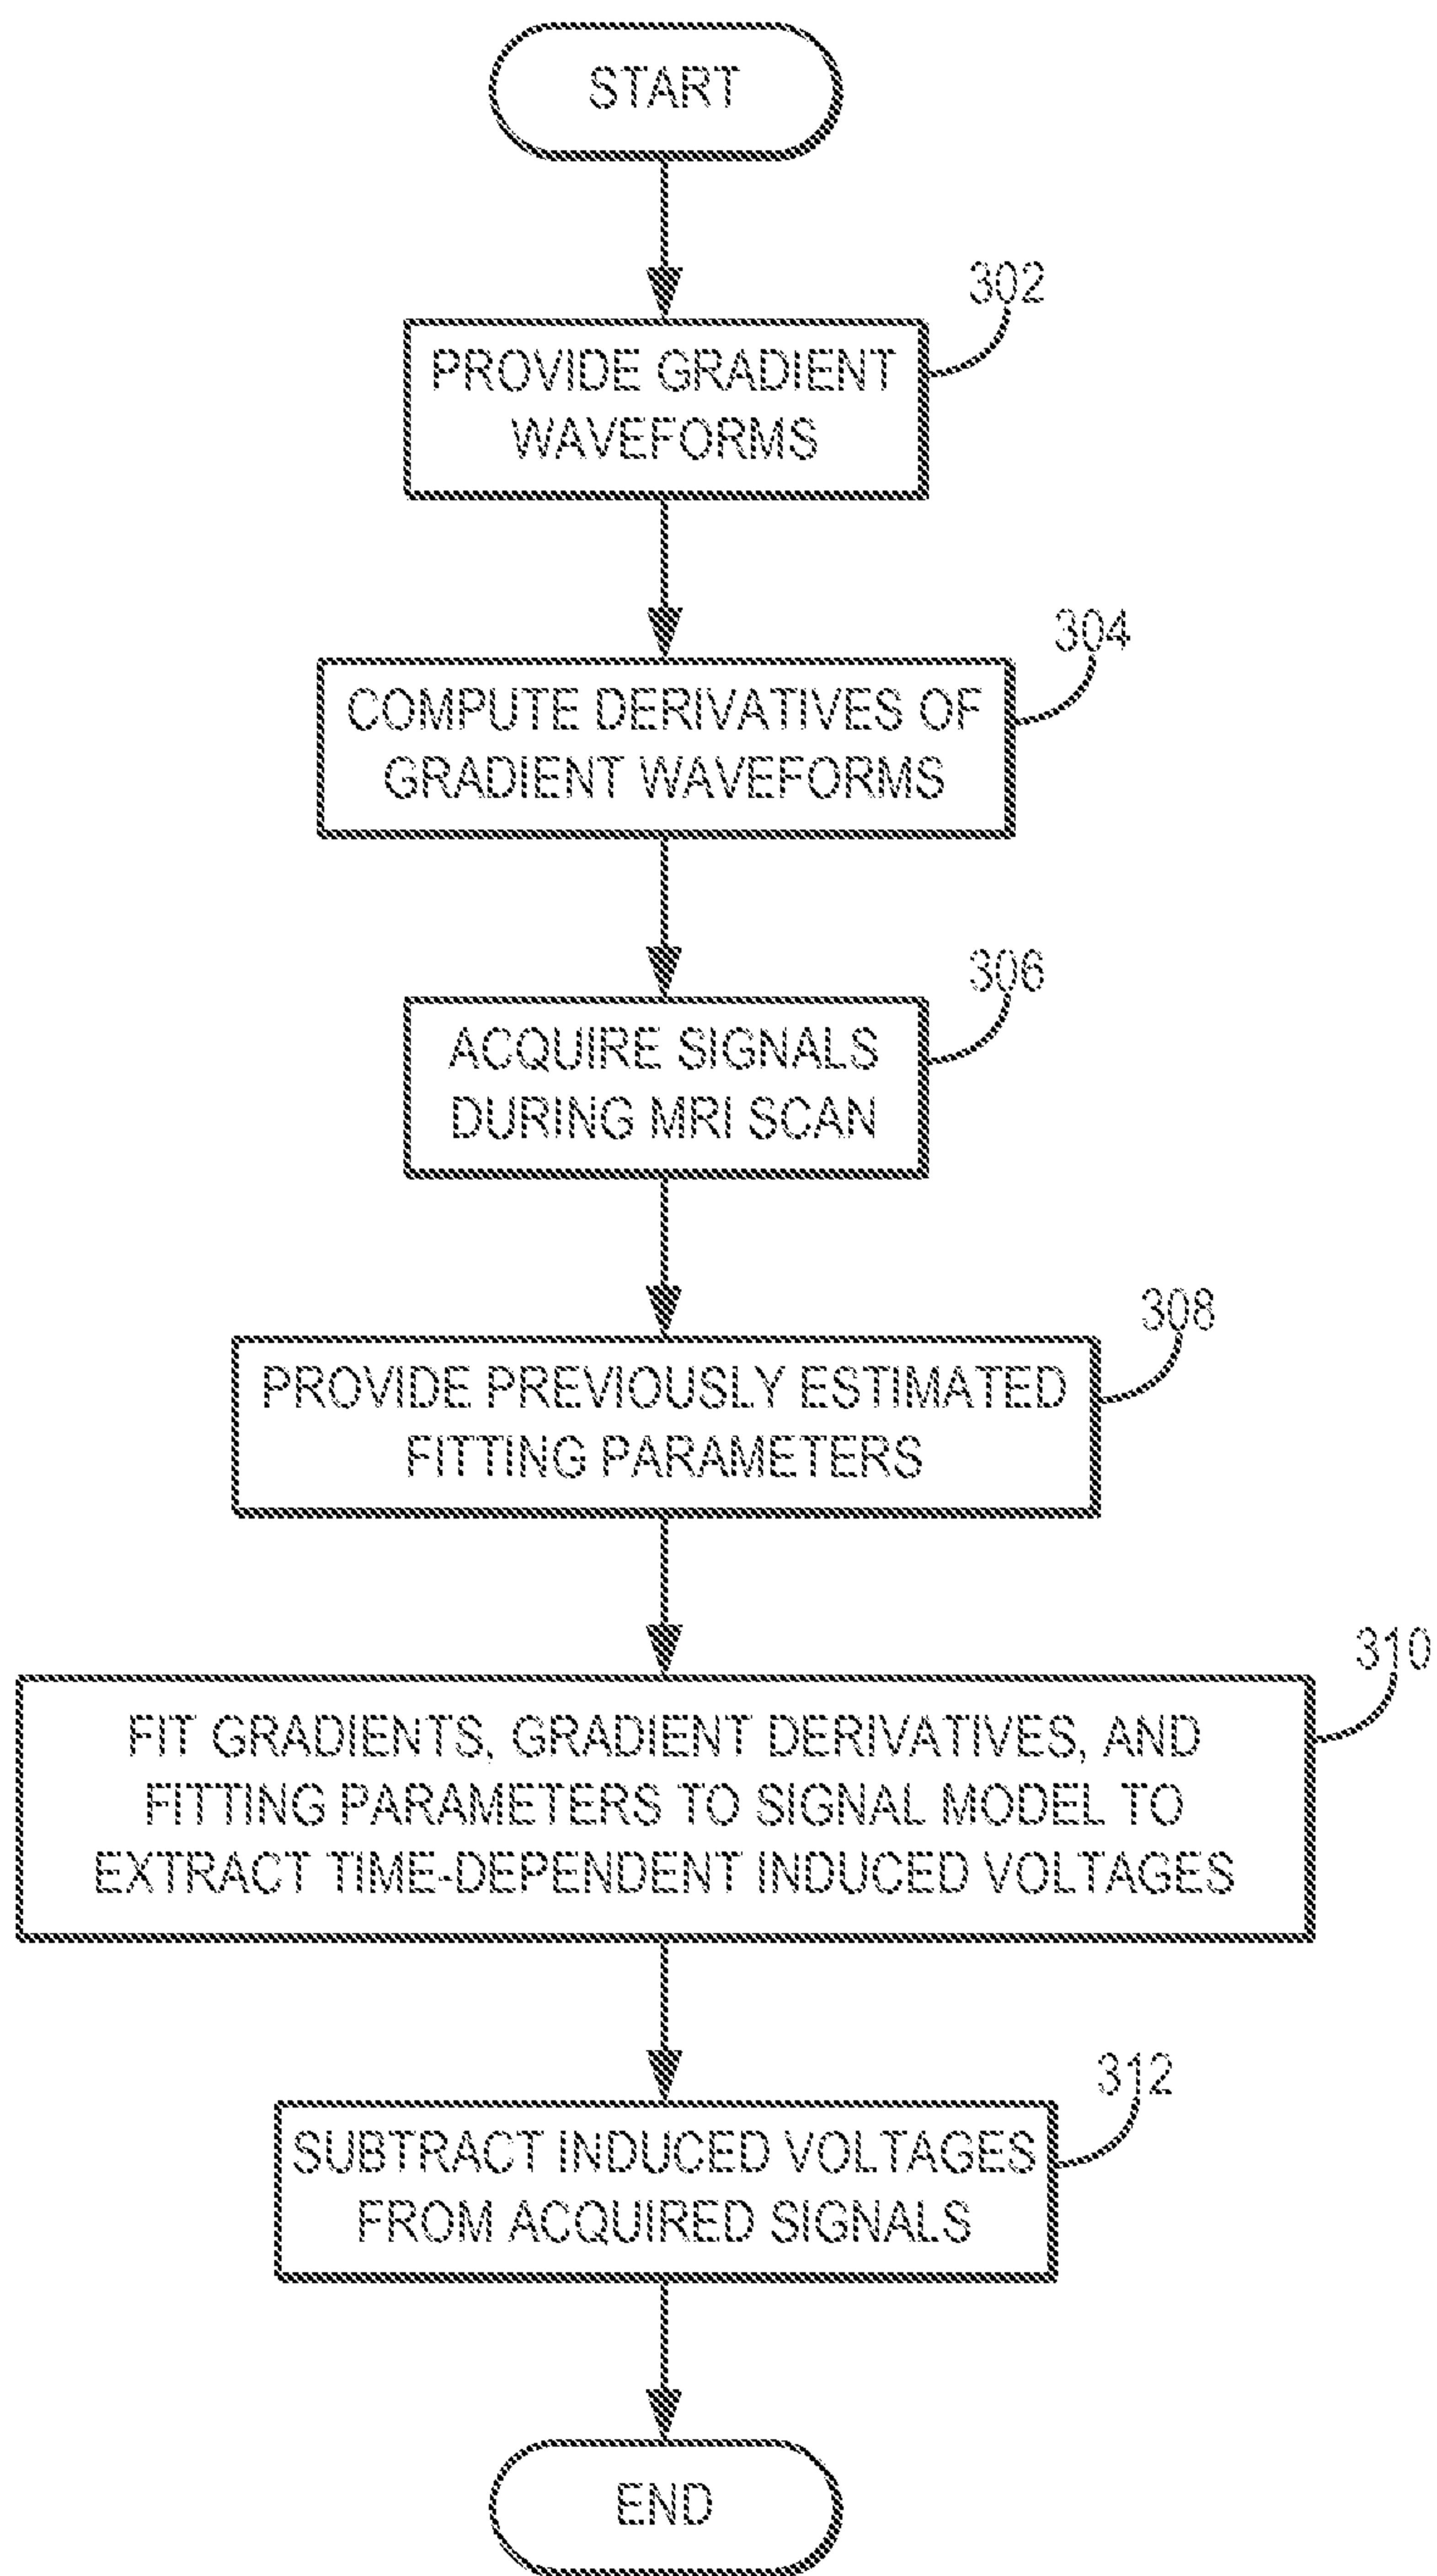 START
302
PROVIDE GRADIENT
WAVEFORMS
304
COMPUTE DERIVATIVES OF
GRADIENT WAVEFORMS
306
ACQUIRE SIGNALS
DURING MRI SCAN
308
PROVIDE PREVIOUSLY ESTIMATED
FITTING PARAMETERS
310
FIT GRADIENTS, GRADIENT DERIVATIVES, AND
FITTING PARAMETERS TO SIGNAL MODEL TO
EXTRACT TIME-DEPENDENT INDUCED VOLTAGES
312
SUBTRACT INDUCED VOLTAGES
FROM ACQUIRED SIGNALS
END